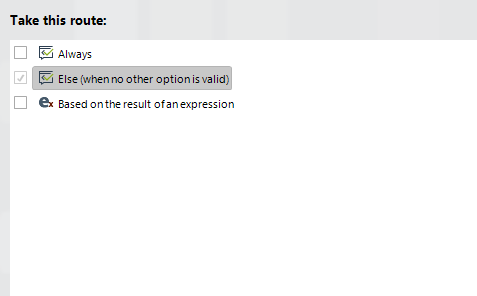 Take this route:
Always
Else (when no other option is valid)
Based on the result of an expression